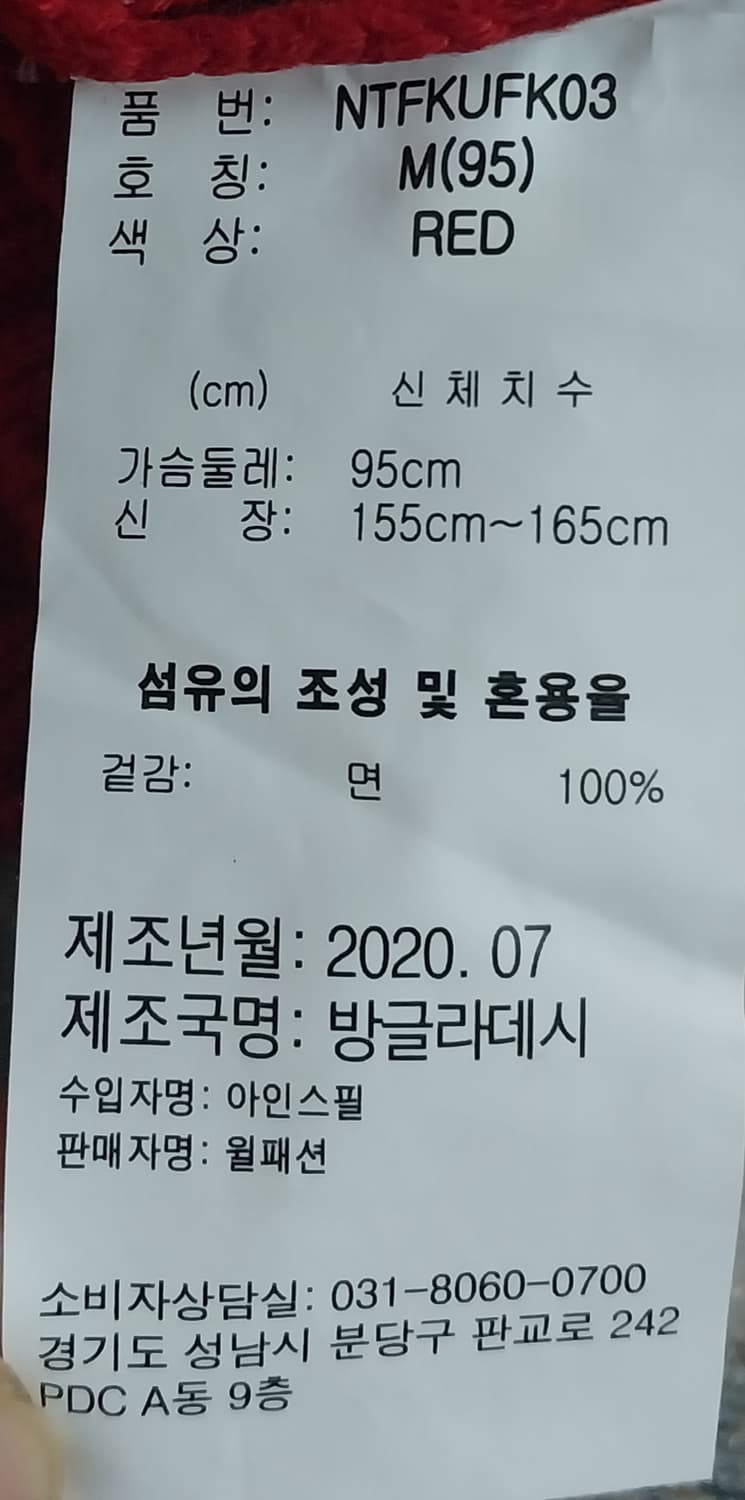 품 번: NTFKUFK03
호 칭: M(95)
색 상: RED
(cm) 신 체 치 수
가슴둘레: 95cm
신 장: 155cm~165cm
섬유의 조성 및 혼용율
겉감: 면 100%
제조년월: 2020. 07
제조국명: 방글라데시
수입자명: 아인스필
판매자명: 월패션
소비자상담실: 031-8060-0700
경기도 성남시 분당구 판교로 242
PDC A동 9층